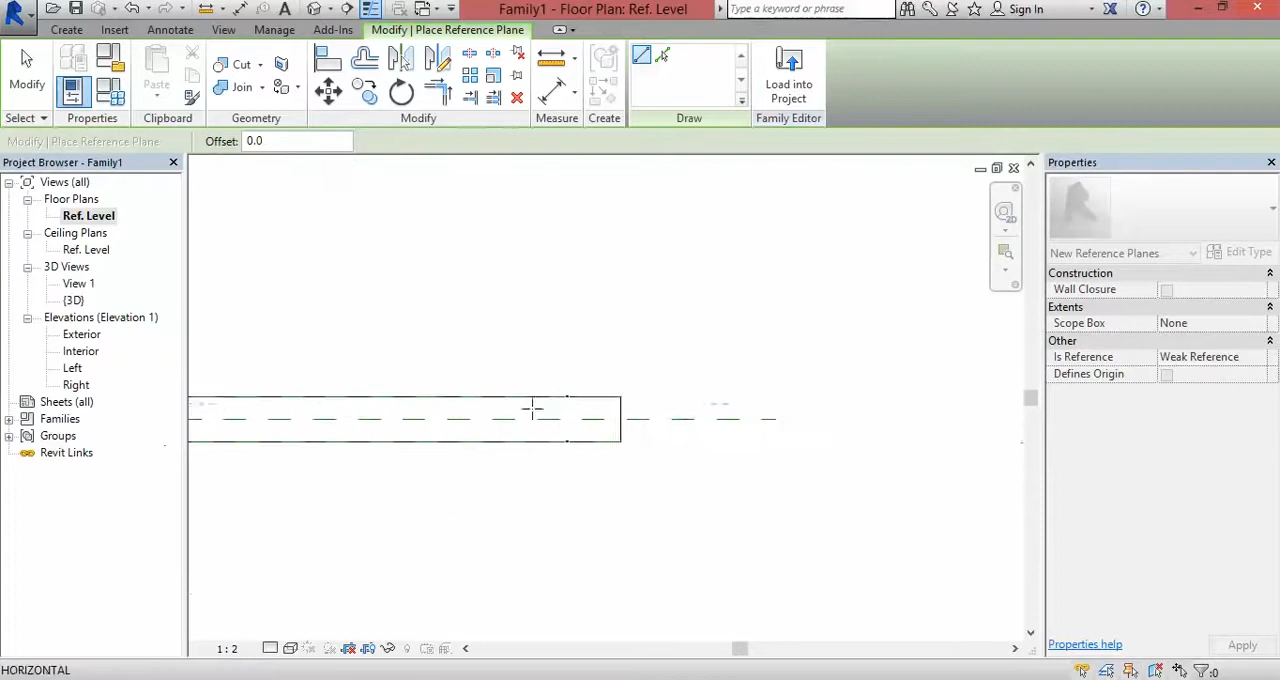 Family1 - Floor Plan: Ref. Level
Type a keyword or phrase
Sign In
Create Insert Annotate View Manage Add-Ins Modify | Place Reference Plane
Modify
Paste
Cut
Join
Load into
Project
Select Properties Clipboard Geometry Modify Measure Create Draw Family Editor
Modify | Place Reference Plane Offset: 0.0
Project Browser - Family1
Views (all)
Floor Plans
Ref. Level
Ceiling Plans
Ref. Level
3D Views
View 1
{3D}
Elevations (Elevation 1)
Exterior
Interior
Left
Right
Sheets (all)
Families
Groups
Revit Links
2D
Properties
New Reference Planes Edit Type
Construction
Wall Closure
Extents
Scope Box None
Other
Is Reference Weak Reference
Defines Origin
Properties help Apply
1 : 2
HORIZONTAL
:0